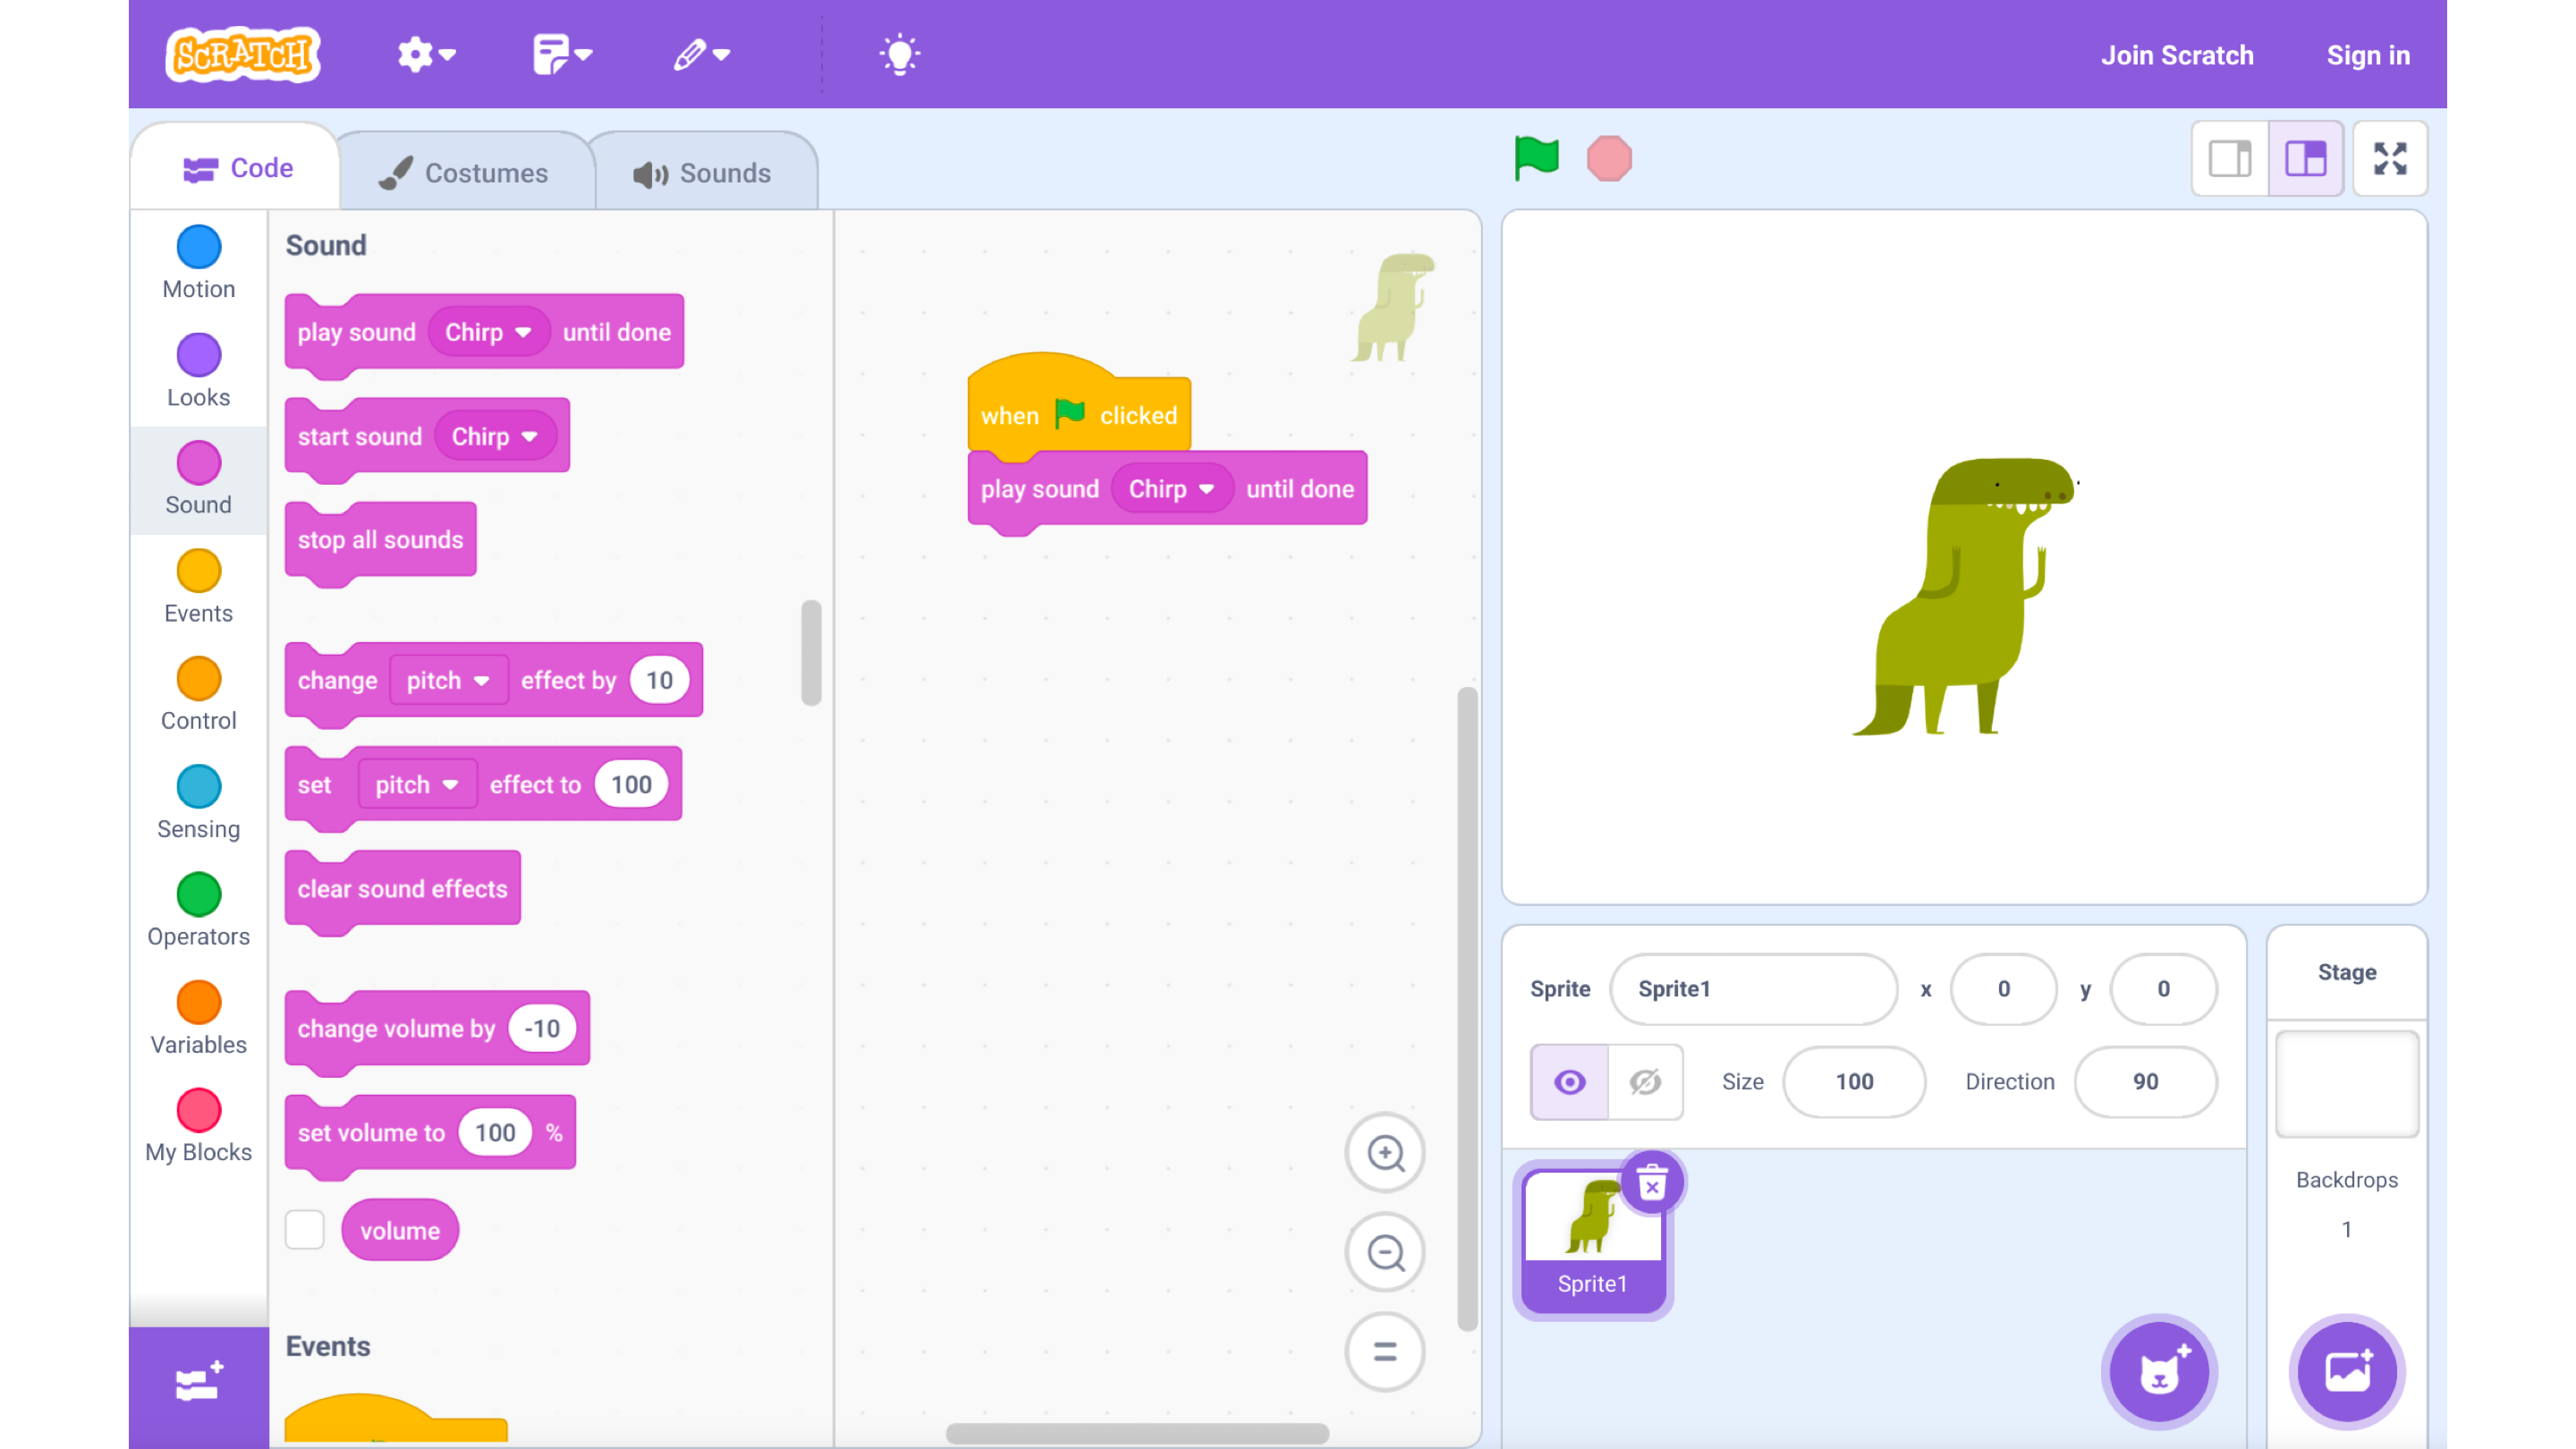 SCRATCH
Join Scratch
Sign in
Code
Costumes
Sounds
Motion
Looks
Sound
Events
Control
Sensing
Operators
Variables
My Blocks
Sound
play sound Chirp until done
start sound Chirp
stop all sounds
change pitch effect by 10
set pitch effect to 100
clear sound effects
change volume by -10
set volume to 100 %
volume
Events
when clicked
play sound Chirp until done
Sprite Sprite1 x 0 y 0
Size 100 Direction 90
Sprite1
Stage
Backdrops
1